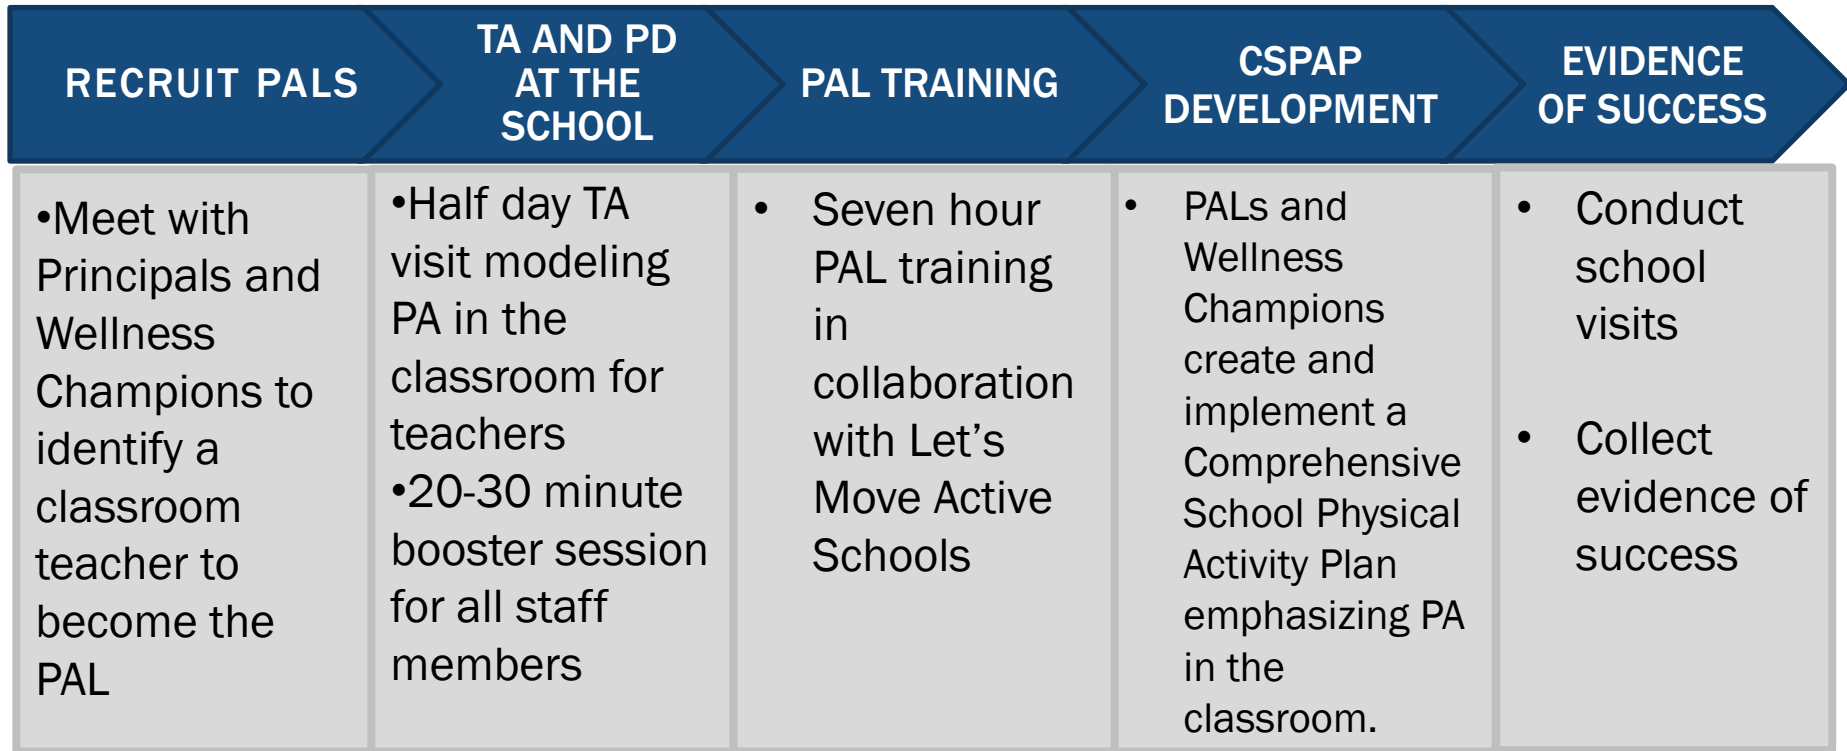 RECRUIT PALS
TA AND PD
AT THE
SCHOOL
PAL TRAINING
CSPAP
DEVELOPMENT
EVIDENCE
OF SUCCESS
•Meet with
Principals and
Wellness
Champions to
identify a
classroom
teacher to
become the
PAL
•Half day TA
visit modeling
PA in the
classroom for
teachers
•20-30 minute
booster session
for all staff
members
• Seven hour
PAL training
in
collaboration
with Let's
Move Active
Schools
• PALs and
Wellness
Champions
create and
implement a
Comprehensive
School Physical
Activity Plan
emphasizing PA
in the
classroom.
• Conduct
school
visits
• Collect
evidence of
success